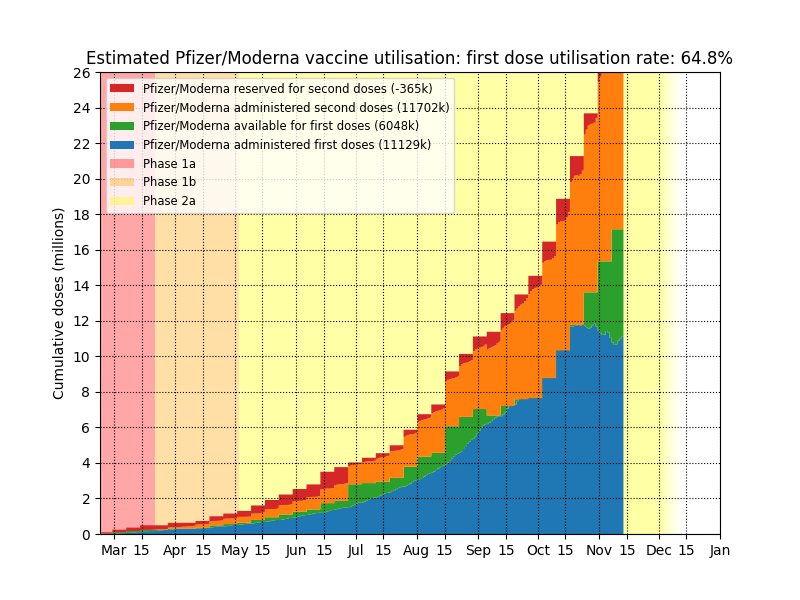 Estimated Pfizer/Moderna vaccine utilisation: first dose utilisation rate: 64.8%
Cumulative doses (millions)
26
24
22
20
18
16
14
12
10
8
6
4
2
0
Pfizer/Moderna reserved for second doses (-365k)
Pfizer/Moderna administered second doses (11702k)
Pfizer/Moderna available for first doses (6048k)
Pfizer/Moderna administered first doses (11129k)
Phase 1a
Phase 1b
Phase 2a
Mar 15 Apr 15 May 15 Jun 15 Jul 15 Aug 15 Sep 15 Oct 15 Nov 15 Dec 15 Jan